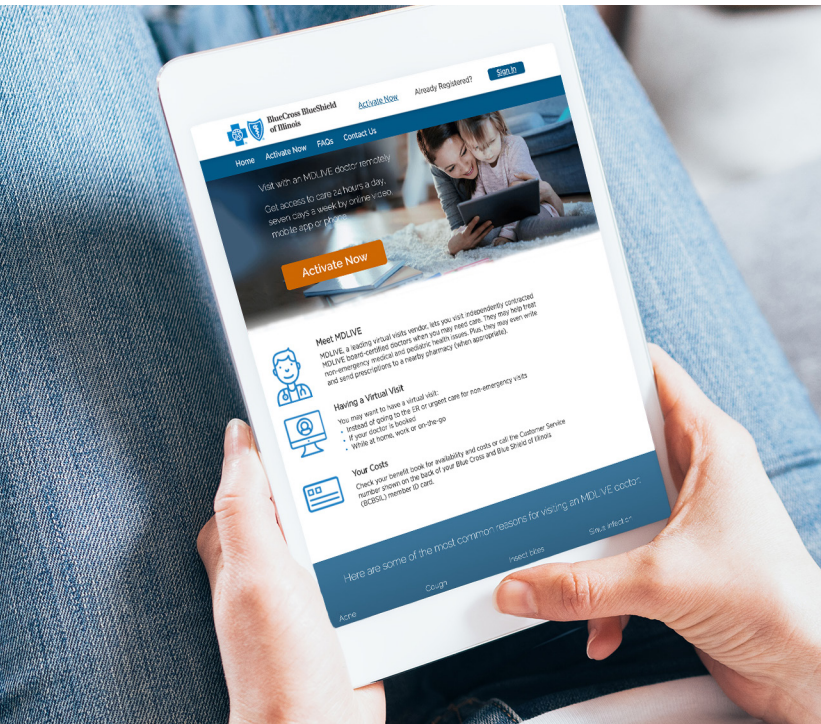 BlueCross BlueShield
of Illinois
Activate Now
Already Registered?
Sign In
Home
Activate Now
FAQs
Contact Us
Visit with an MDLIVE doctor remotely
Get access to care 24 hours a day,
seven days a week by online video,
mobile app or phone.
Activate Now
Meet MDLIVE
MDLIVE, a leading virtual visits vendor, lets you visit independently contracted
MDLIVE board-certified doctors when you may need care. They may help treat
non-emergency medical and pediatric health issues. Plus, they may even write
and send prescriptions to a nearby pharmacy (when appropriate).
Having a Virtual Visit
You may want to have a virtual visit:
• Instead of going to the ER or urgent care for non-emergency visits
• If your doctor is booked
• While at home, work or on-the-go
Your Costs
Check your benefit book for availability and costs or call the Customer Service
number shown on the back of your Blue Cross and Blue Shield of Illinois
(BCBSIL) member ID card.
Here are some of the most common reasons for visiting an MDLIVE doctor:
Acne
Cough
Insect bites
Sinus infection